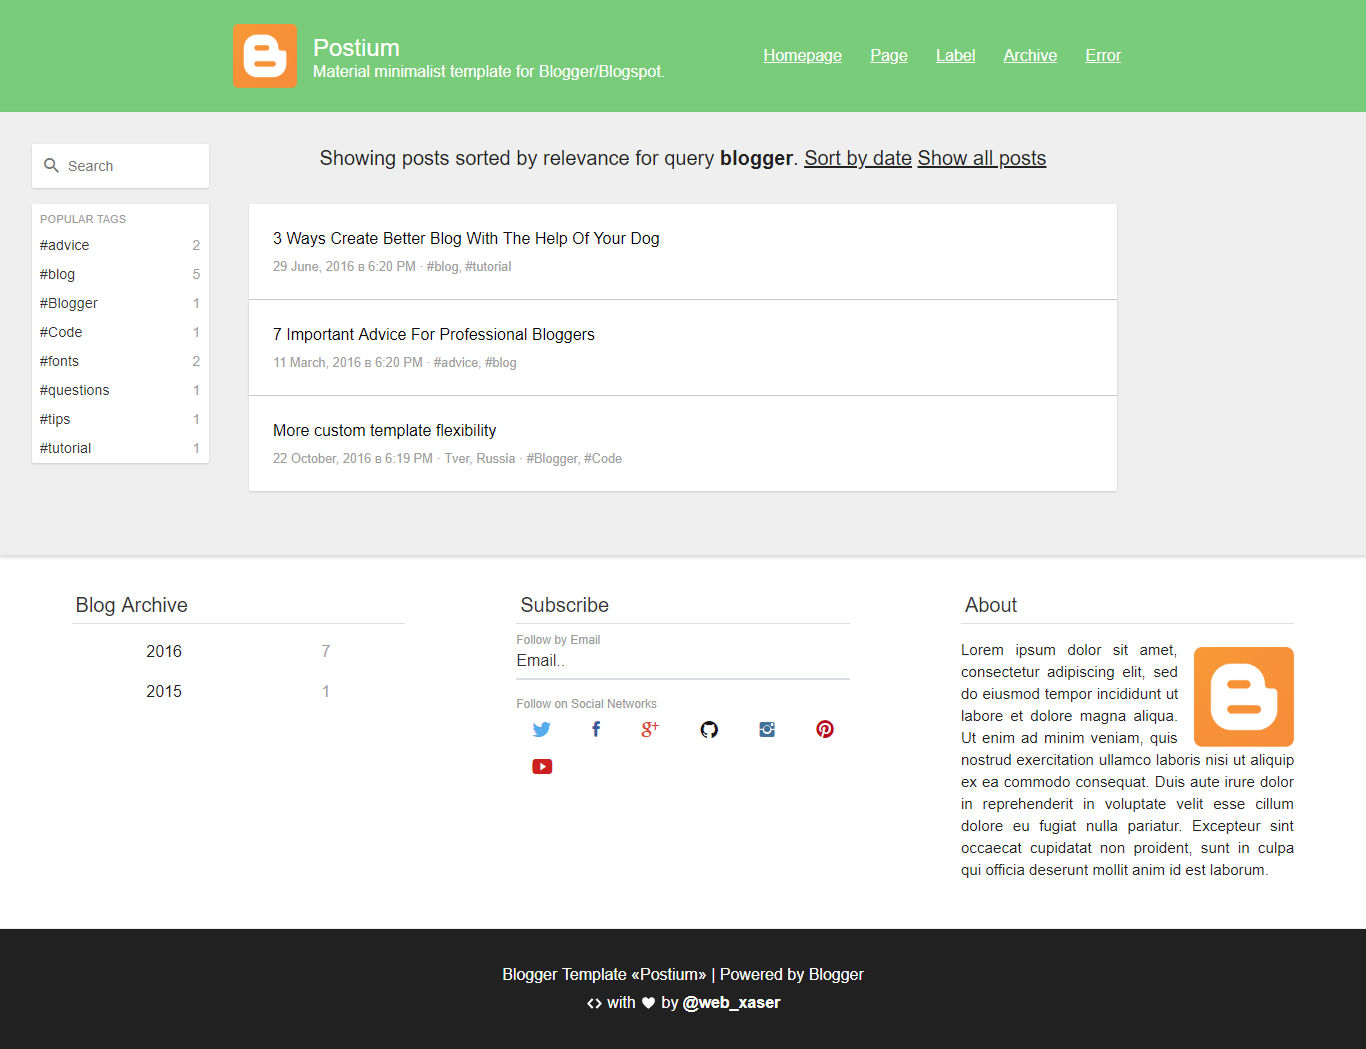 Postium
Material minimalist template for Blogger/Blogspot.
Homepage Page Label Archive Error
Search
POPULAR TAGS
#advice 2
#blog 5
#Blogger 1
#Code 1
#fonts 2
#questions 1
#tips 1
#tutorial 1
Showing posts sorted by relevance for query blogger. Sort by date Show all posts
3 Ways Create Better Blog With The Help Of Your Dog
29 June, 2016 в 6:20 PM · #blog, #tutorial
7 Important Advice For Professional Bloggers
11 March, 2016 в 6:20 PM · #advice, #blog
More custom template flexibility
22 October, 2016 в 6:19 PM · Tver, Russia · #Blogger, #Code
Blog Archive
2016 7
2015 1
Subscribe
Follow by Email
Email..
Follow on Social Networks
About
Lorem ipsum dolor sit amet,
consectetur adipiscing elit, sed
do eiusmod tempor incididunt ut
labore et dolore magna aliqua.
Ut enim ad minim veniam, quis
nostrud exercitation ullamco laboris nisi ut aliquip
ex ea commodo consequat. Duis aute irure dolor
in reprehenderit in voluptate velit esse cillum
dolore eu fugiat nulla pariatur. Excepteur sint
occaecat cupidatat non proident, sunt in culpa
qui officia deserunt mollit anim id est laborum.
Blogger Template «Postium» | Powered by Blogger
with by @web_xaser